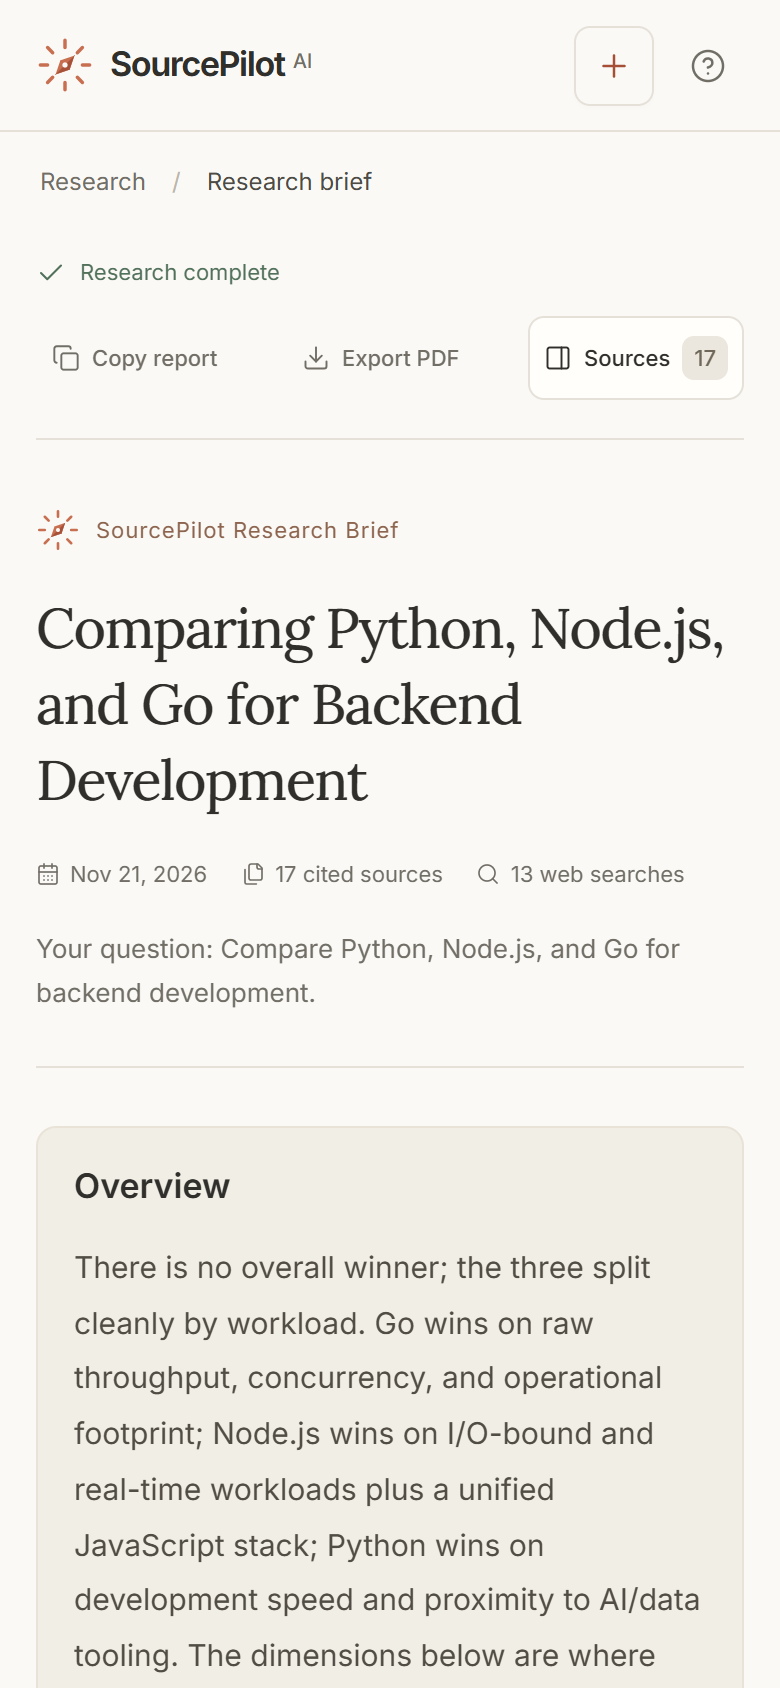 SourcePilot AI
Research / Research brief
Research complete
Copy report
Export PDF
Sources 17
SourcePilot Research Brief
Comparing Python, Node.js,
and Go for Backend
Development
Nov 21, 2026
17 cited sources
13 web searches
Your question: Compare Python, Node.js, and Go for
backend development.
Overview
There is no overall winner; the three split
cleanly by workload. Go wins on raw
throughput, concurrency, and operational
footprint; Node.js wins on I/O-bound and
real-time workloads plus a unified
JavaScript stack; Python wins on
development speed and proximity to AI/data
tooling. The dimensions below are where